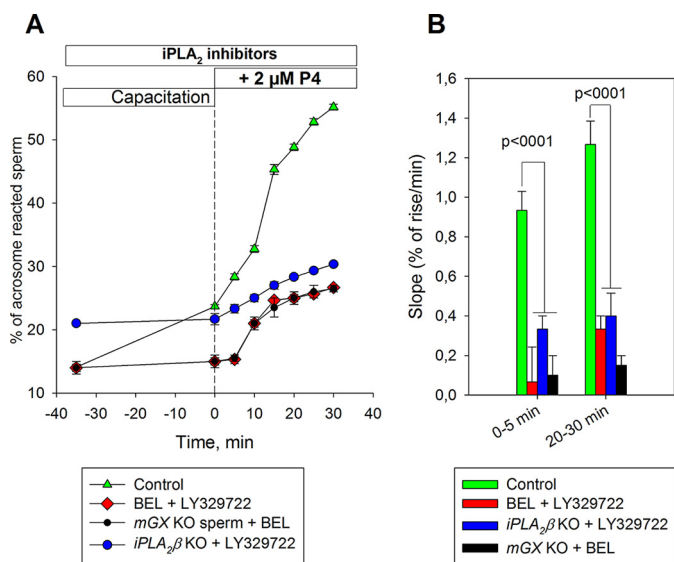 A
iPLA₂ inhibitors
+ 2 µM P4
Capacitation
% of acrosome reacted sperm
60
50
40
30
20
10
-40 -30 -20 -10 0 10 20 30 40
Time, min
Control
BEL + LY329722
mGX KO sperm + BEL
iPLA₂β KO + LY329722
B
Slope (% of rise/min)
1,6
1,4
1,2
1,0
0,8
0,6
0,4
0,2
0,0
p<0001
p<0001
0-5 min
20-30 min
Control
BEL + LY329722
iPLA₂β KO + LY329722
mGX KO + BEL